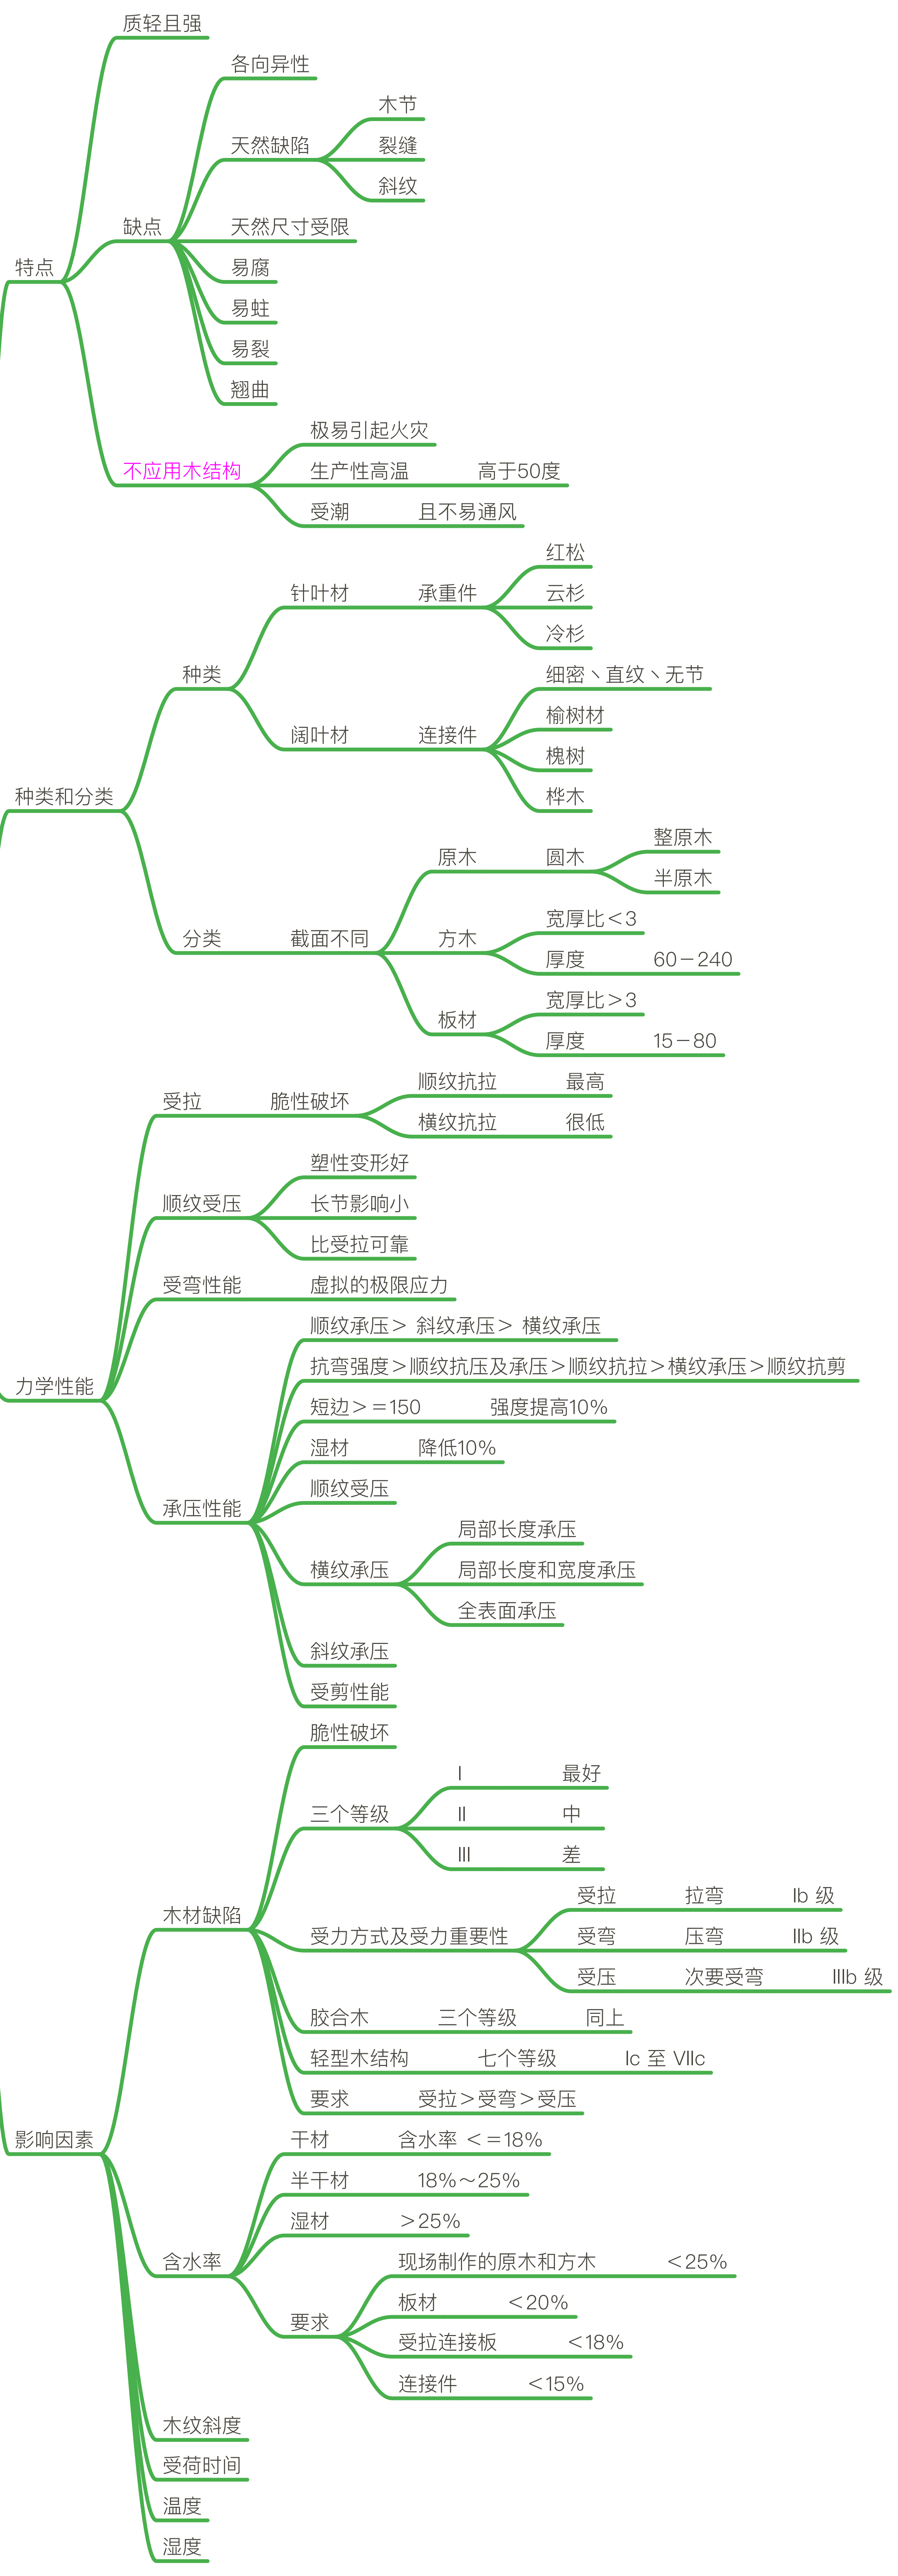 质轻且强
各向异性
木节
天然缺陷
裂缝
斜纹
缺点
天然尺寸受限
特点
易腐
易蛀
易裂
翘曲
极易引起火灾
不应用木结构
生产性高温 高于50度
受潮 且不易通风
红松
针叶材 承重件
云杉
冷杉
种类
细密、直纹、无节
榆树材
阔叶材 连接件
槐树
种类和分类
桦木
整原木
原木 圆木
半原木
宽厚比<3
分类 截面不同 方木
厚度 60-240
宽厚比>3
板材
厚度 15-80
顺纹抗拉 最高
受拉 脆性破坏
横纹抗拉 很低
塑性变形好
顺纹受压
长节影响小
比受拉可靠
受弯性能 虚拟的极限应力
顺纹承压> 斜纹承压> 横纹承压
抗弯强度>顺纹抗压及承压>顺纹抗拉>横纹承压>顺纹抗剪
力学性能
短边>=150 强度提高10%
湿材 降低10%
顺纹受压
承压性能
局部长度承压
横纹承压
局部长度和宽度承压
全表面承压
斜纹承压
受剪性能
脆性破坏
I 最好
三个等级
II 中
III 差
受拉 拉弯 Ib 级
木材缺陷
受力方式及受力重要性
受弯 压弯 IIb 级
受压 次要受弯 IIIb 级
胶合木 三个等级 同上
轻型木结构 七个等级 Ic 至 VIIc
要求 受拉>受弯>受压
影响因素
干材 含水率 <=18%
半干材 18%~25%
湿材 >25%
含水率
现场制作的原木和方木 <25%
板材 <20%
要求
受拉连接板 <18%
连接件 <15%
木纹斜度
受荷时间
温度
湿度